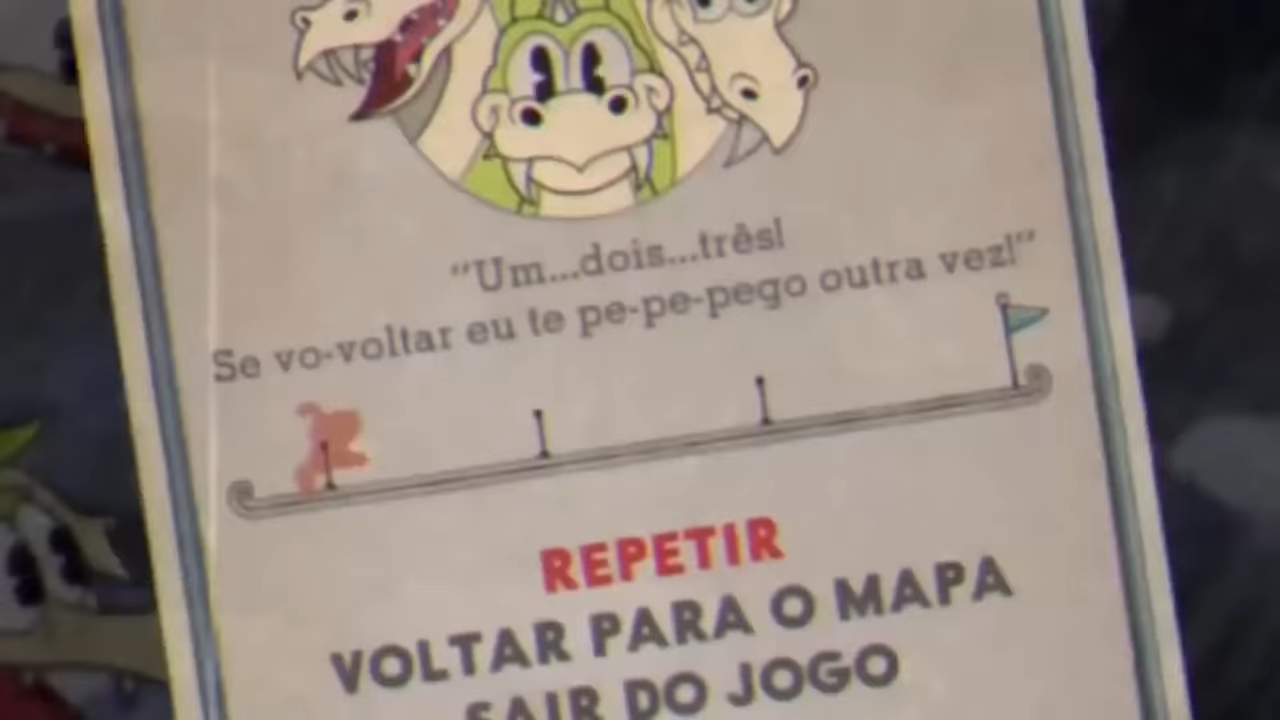 “Um...dois...três!
Se vo-voltar eu te pe-pe-pego outra vez!”
REPETIR
VOLTAR PARA O MAPA
SAIR DO JOGO